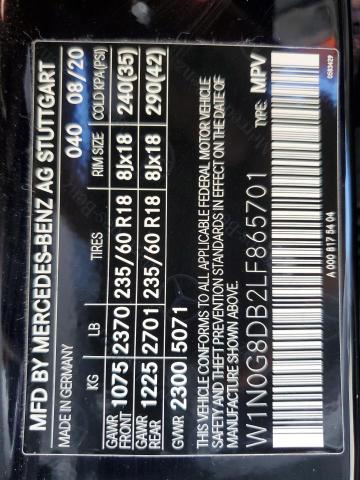 MFD BY MERCEDES-BENZ AG STUTTGART
MADE IN GERMANY 040 08/20
KG LB TIRES RIM SIZE COLD KPA(PSI)
GAWR FRONT 1075 2370 235/60 R18 8Jx18 240(35)
GAWR REAR 1225 2701 235/60 R18 8Jx18 290(42)
GVWR 2300 5071
THIS VEHICLE CONFORMS TO ALL APPLICABLE FEDERAL MOTOR VEHICLE
SAFETY AND THEFT PREVENTION STANDARDS IN EFFECT ON THE DATE OF
MANUFACTURE SHOWN ABOVE.
W1N0G8DB2LF865701 TYPE: MPV
A 000 817 54 04